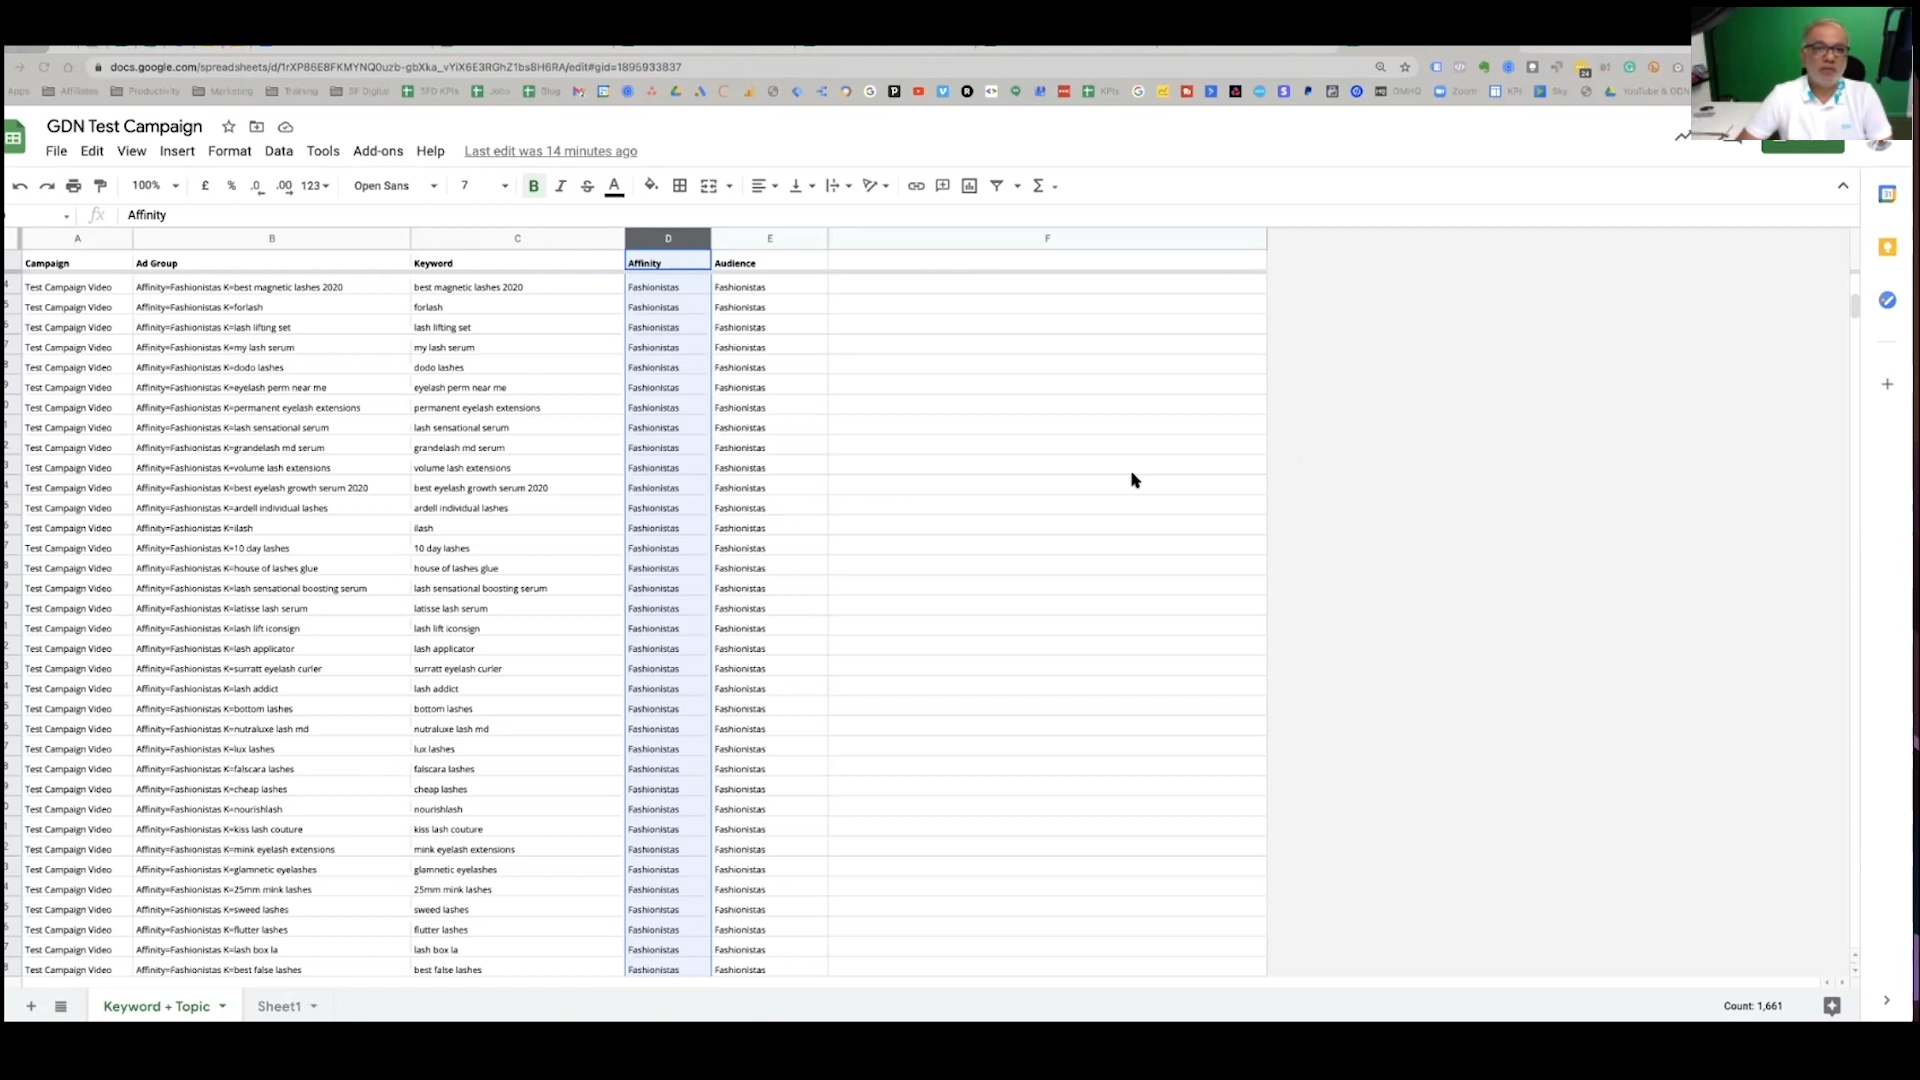 docs.google.com/spreadsheets/d/1rXP86E8FKMYNQ0uzb-gbXka_vYiX6E3RGhZ1bs8H6RA/edit#gid=1895933837
Apps Affiliates Productivity Marketing Training SF Digital SFD KPIs Jobs Blog KPIs DMHQ Zoom KPI Sky YouTube & GDN
GDN Test Campaign
File Edit View Insert Format Data Tools Add-ons Help Last edit was 14 minutes ago
100% £ % .0 .00 123 Open Sans 7 B I S A
fx Affinity
A B C D E F
Campaign Ad Group Keyword Affinity Audience
Test Campaign Video Affinity=Fashionistas K=best magnetic lashes 2020 best magnetic lashes 2020 Fashionistas Fashionistas
Test Campaign Video Affinity=Fashionistas K=forlash forlash Fashionistas Fashionistas
Test Campaign Video Affinity=Fashionistas K=lash lifting set lash lifting set Fashionistas Fashionistas
Test Campaign Video Affinity=Fashionistas K=my lash serum my lash serum Fashionistas Fashionistas
Test Campaign Video Affinity=Fashionistas K=dodo lashes dodo lashes Fashionistas Fashionistas
Test Campaign Video Affinity=Fashionistas K=eyelash perm near me eyelash perm near me Fashionistas Fashionistas
Test Campaign Video Affinity=Fashionistas K=permanent eyelash extensions permanent eyelash extensions Fashionistas Fashionistas
Test Campaign Video Affinity=Fashionistas K=lash sensational serum lash sensational serum Fashionistas Fashionistas
Test Campaign Video Affinity=Fashionistas K=grandelash md serum grandelash md serum Fashionistas Fashionistas
Test Campaign Video Affinity=Fashionistas K=volume lash extensions volume lash extensions Fashionistas Fashionistas
Test Campaign Video Affinity=Fashionistas K=best eyelash growth serum 2020 best eyelash growth serum 2020 Fashionistas Fashionistas
Test Campaign Video Affinity=Fashionistas K=ardell individual lashes ardell individual lashes Fashionistas Fashionistas
Test Campaign Video Affinity=Fashionistas K=ilash ilash Fashionistas Fashionistas
Test Campaign Video Affinity=Fashionistas K=10 day lashes 10 day lashes Fashionistas Fashionistas
Test Campaign Video Affinity=Fashionistas K=house of lashes glue house of lashes glue Fashionistas Fashionistas
Test Campaign Video Affinity=Fashionistas K=lash sensational boosting serum lash sensational boosting serum Fashionistas Fashionistas
Test Campaign Video Affinity=Fashionistas K=latisse lash serum latisse lash serum Fashionistas Fashionistas
Test Campaign Video Affinity=Fashionistas K=lash lift iconsign lash lift iconsign Fashionistas Fashionistas
Test Campaign Video Affinity=Fashionistas K=lash applicator lash applicator Fashionistas Fashionistas
Test Campaign Video Affinity=Fashionistas K=surratt eyelash curler surratt eyelash curler Fashionistas Fashionistas
Test Campaign Video Affinity=Fashionistas K=lash addict lash addict Fashionistas Fashionistas
Test Campaign Video Affinity=Fashionistas K=bottom lashes bottom lashes Fashionistas Fashionistas
Test Campaign Video Affinity=Fashionistas K=nutraluxe lash md nutraluxe lash md Fashionistas Fashionistas
Test Campaign Video Affinity=Fashionistas K=lux lashes lux lashes Fashionistas Fashionistas
Test Campaign Video Affinity=Fashionistas K=falscara lashes falscara lashes Fashionistas Fashionistas
Test Campaign Video Affinity=Fashionistas K=cheap lashes cheap lashes Fashionistas Fashionistas
Test Campaign Video Affinity=Fashionistas K=nourishlash nourishlash Fashionistas Fashionistas
Test Campaign Video Affinity=Fashionistas K=kiss lash couture kiss lash couture Fashionistas Fashionistas
Test Campaign Video Affinity=Fashionistas K=mink eyelash extensions mink eyelash extensions Fashionistas Fashionistas
Test Campaign Video Affinity=Fashionistas K=glamnetic eyelashes glamnetic eyelashes Fashionistas Fashionistas
Test Campaign Video Affinity=Fashionistas K=25mm mink lashes 25mm mink lashes Fashionistas Fashionistas
Test Campaign Video Affinity=Fashionistas K=sweed lashes sweed lashes Fashionistas Fashionistas
Test Campaign Video Affinity=Fashionistas K=flutter lashes flutter lashes Fashionistas Fashionistas
Test Campaign Video Affinity=Fashionistas K=lash box la lash box la Fashionistas Fashionistas
Test Campaign Video Affinity=Fashionistas K=best false lashes best false lashes Fashionistas Fashionistas
Keyword + Topic Sheet1 Count: 1,661